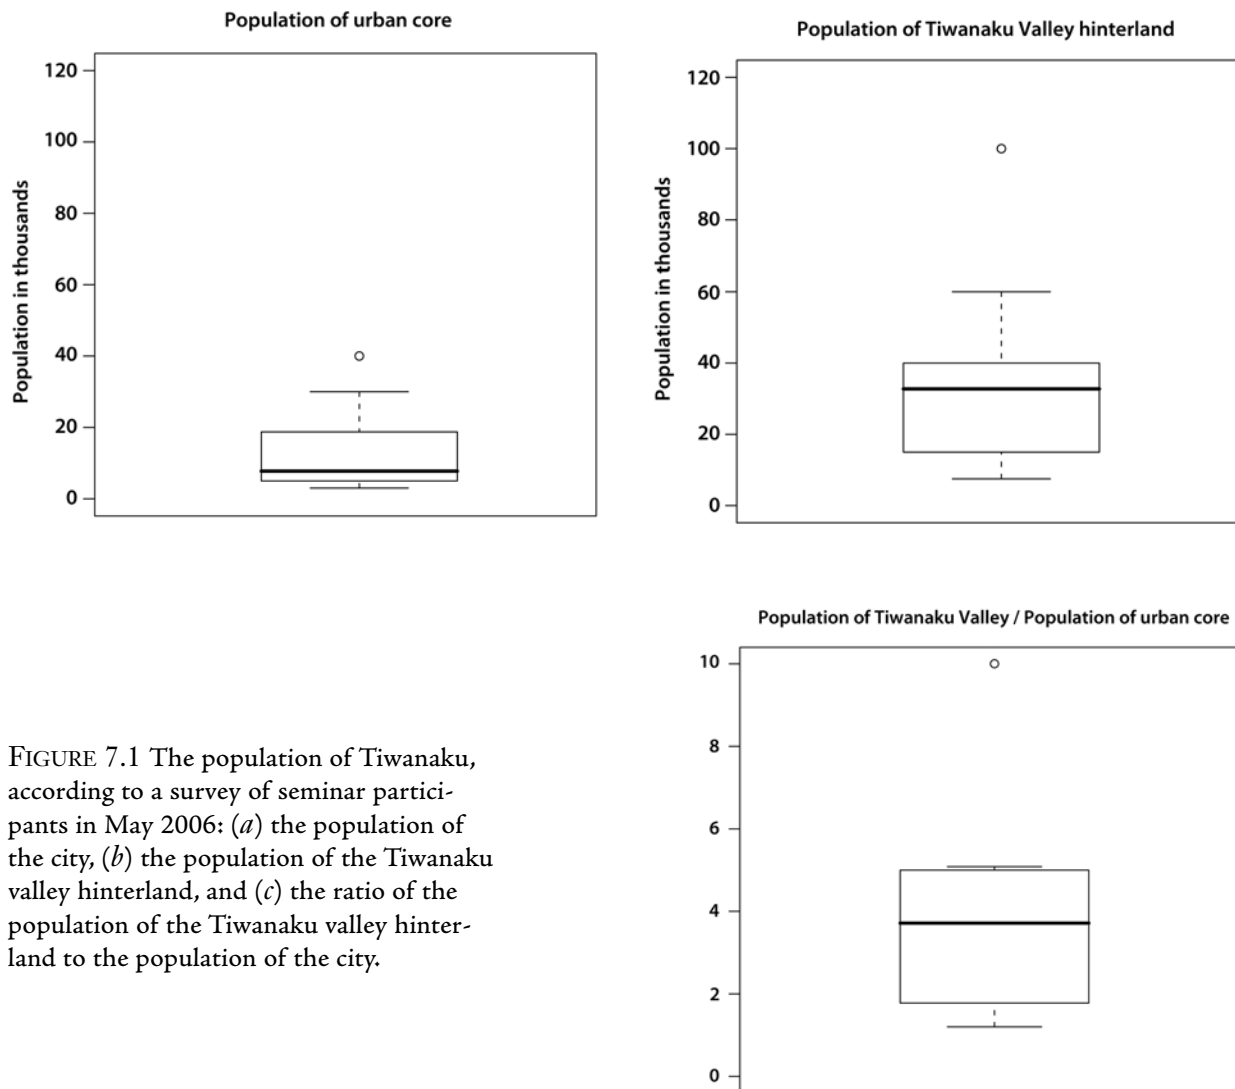 Population of urban core
Population in thousands
120
100
80
60
40
20
0
Population of Tiwanaku Valley hinterland
Population in thousands
120
100
80
60
40
20
0
Population of Tiwanaku Valley / Population of urban core
10
8
6
4
2
0
FIGURE 7.1 The population of Tiwanaku,
according to a survey of seminar partici-
pants in May 2006: (a) the population of
the city, (b) the population of the Tiwanaku
valley hinterland, and (c) the ratio of the
population of the Tiwanaku valley hinter-
land to the population of the city.